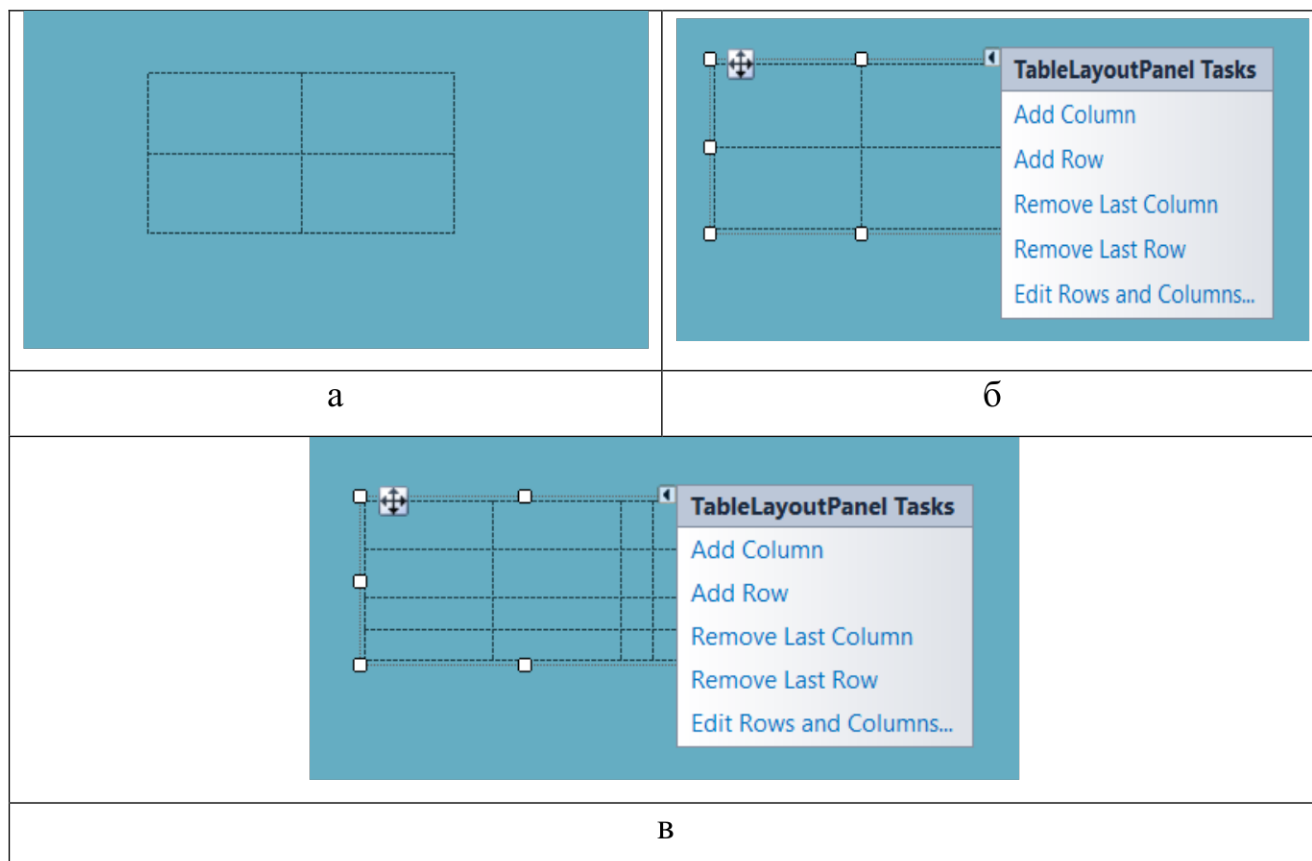 TableLayoutPanel Tasks
Add Column
Add Row
Remove Last Column
Remove Last Row
Edit Rows and Columns...
а
б
TableLayoutPanel Tasks
Add Column
Add Row
Remove Last Column
Remove Last Row
Edit Rows and Columns...
в